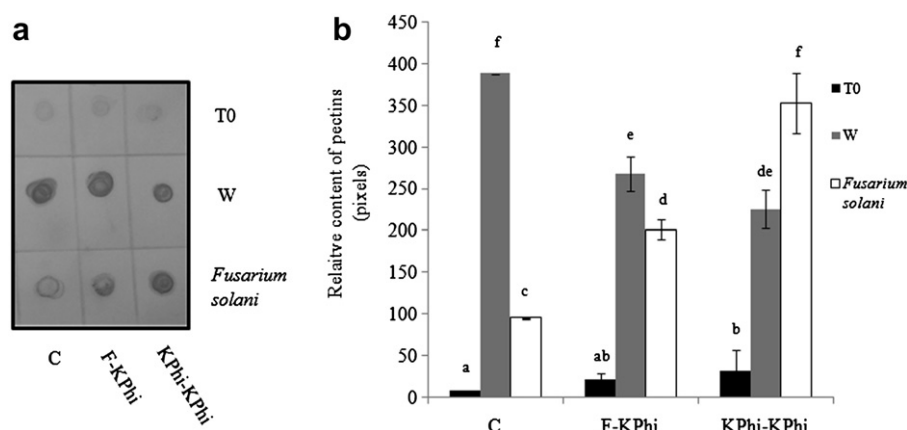 a
T0
W
Fusarium
solani
C
F-KPhi
KPhi-KPhi
b
Relaitve content of pectins
(pixels)
450
400
350
300
250
200
150
100
50
0
a
f
c
ab
e
d
b
de
f
C
F-KPhi
KPhi-KPhi
T0
W
Fusarium
solani